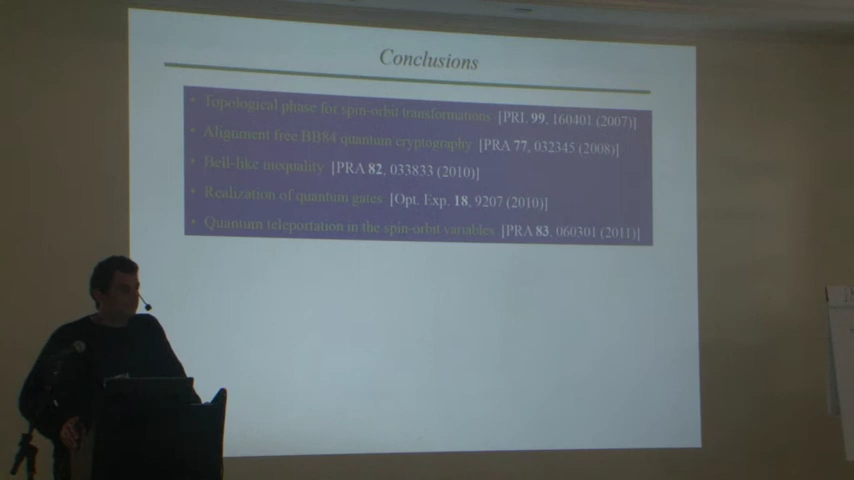 Conclusions
• Topological phase for spin-orbit transformations [PRL 99, 160401 (2007)]
• Alignment free BB84 quantum cryptography [PRA 77, 032345 (2008)]
• Bell-like inequality [PRA 82, 033833 (2010)]
• Realization of quantum gates [Opt. Exp. 18, 9207 (2010)]
• Quantum teleportation in the spin-orbit variables [PRA 83, 060301 (2011)]